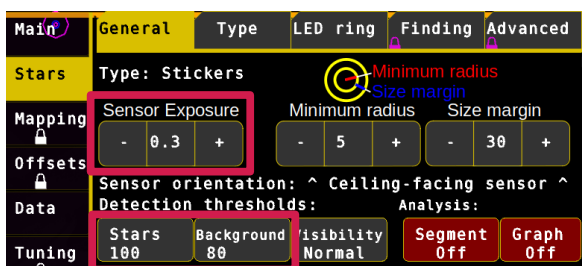 Main
General
Type
LED ring
Finding
Advanced
Stars
Type: Stickers
Minimum radius
Size margin
Mapping
Sensor Exposure
Minimum radius
Size margin
- 0.3 +
- 5 +
- 30 +
Offsets
Sensor orientation: ^ Ceiling-facing sensor ^
Data
Detection thresholds:
Analysis:
Stars
100
Background
80
Visibility
Normal
Segment
Off
Graph
Off
Tuning